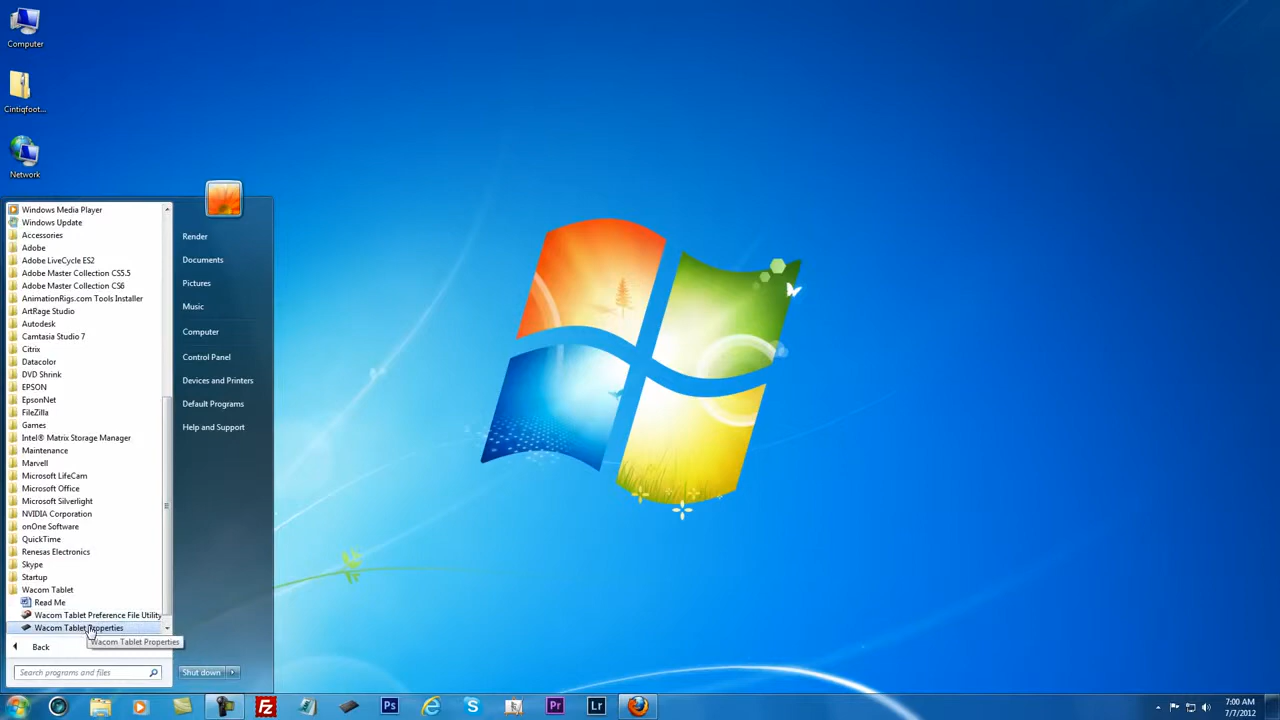 Computer
Cintiqfoot...
Network
Windows Media Player
Windows Update
Accessories
Adobe
Adobe LiveCycle ES2
Adobe Master Collection CS5.5
Adobe Master Collection CS6
AnimationRigs.com Tools Installer
ArtRage Studio
Autodesk
Camtasia Studio 7
Citrix
Datacolor
DVD Shrink
EPSON
EpsonNet
FileZilla
Games
Intel® Matrix Storage Manager
Maintenance
Marvell
Microsoft LifeCam
Microsoft Office
Microsoft Silverlight
NVIDIA Corporation
onOne Software
QuickTime
Renesas Electronics
Skype
Startup
Wacom Tablet
Read Me
Wacom Tablet Preference File Utility
Wacom Tablet Properties
Wacom Tablet Properties
Back
Search programs and files
Render
Documents
Pictures
Music
Computer
Control Panel
Devices and Printers
Default Programs
Help and Support
Shut down
Fz
Ps
Pr
Lr
7:00 AM
7/7/2012